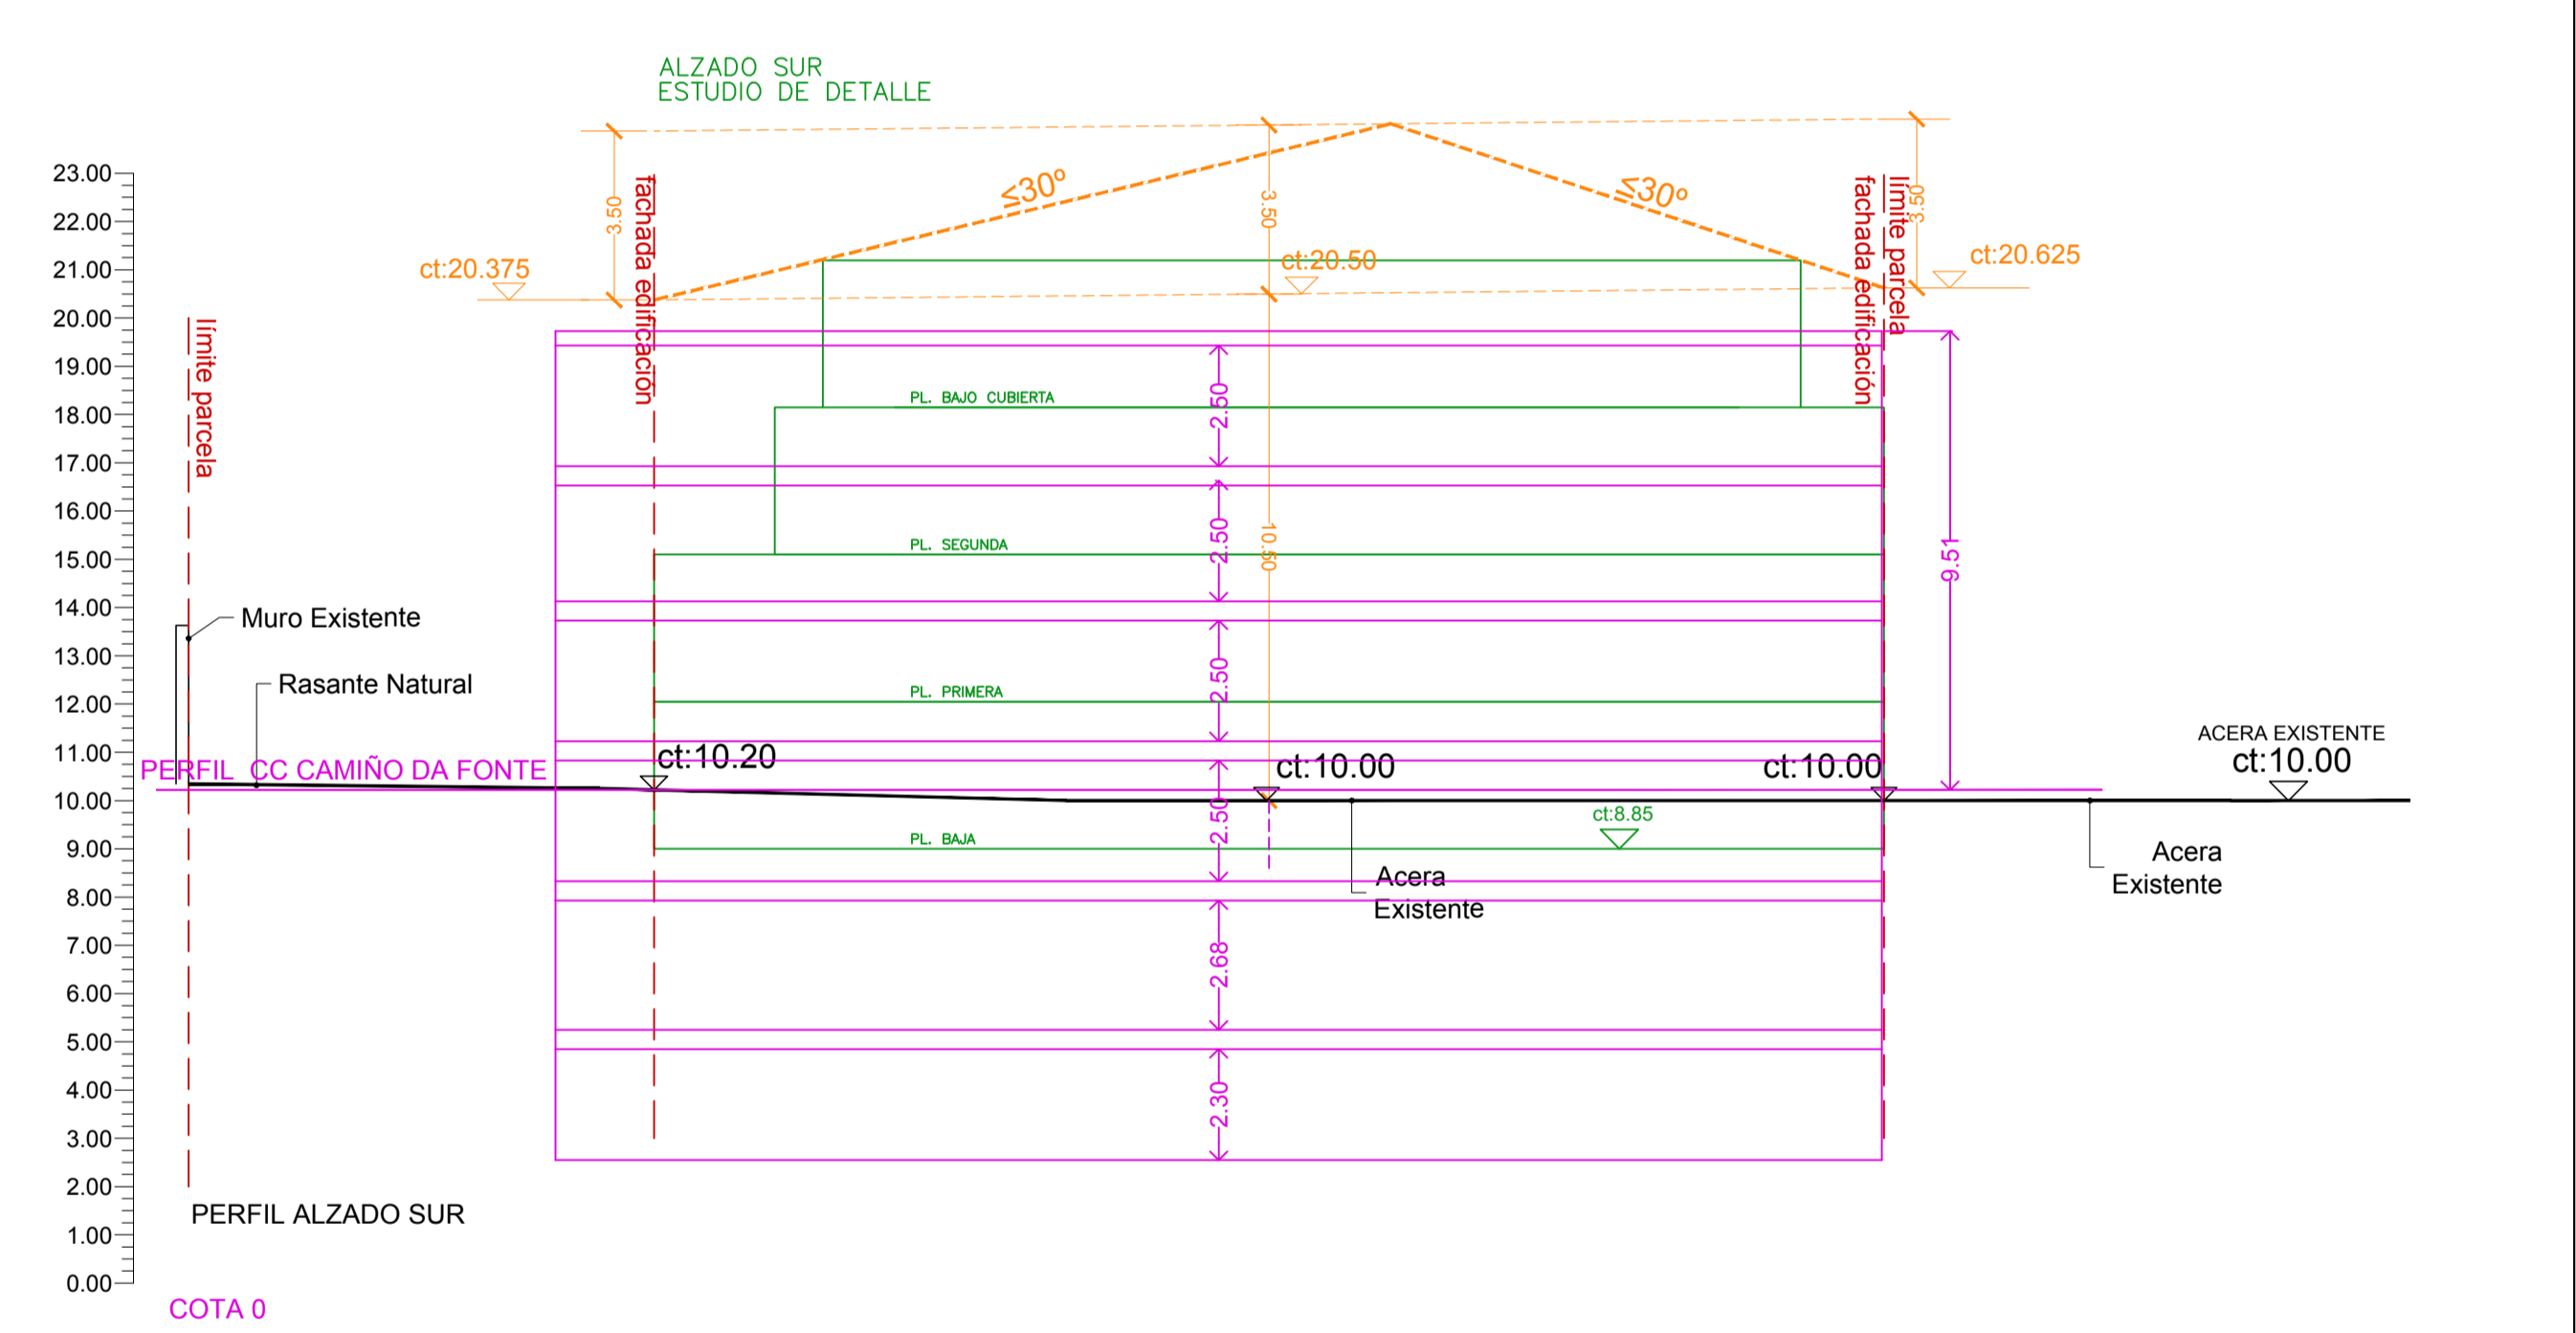 ALZADO SUR
ESTUDIO DE DETALLE
≤30º
≤30º
3.50
3.50
3.50
fachada edificación
límite parcela
fachada edificación
límite parcela
ct:20.375
ct:20.50
ct:20.625
23.00
22.00
21.00
20.00
19.00
18.00
17.00
16.00
15.00
14.00
13.00
12.00
11.00
10.00
9.00
8.00
7.00
6.00
5.00
4.00
3.00
2.00
1.00
0.00
PL. BAJO CUBIERTA
2.50
PL. SEGUNDA
2.50
10.50
9.51
Muro Existente
Rasante Natural
PL. PRIMERA
2.50
ACERA EXISTENTE
ct:10.00
PERFIL CC CAMIÑO DA FONTE
ct:10.20
ct:10.00
ct:10.00
2.50
ct:8.85
PL. BAJA
Acera
Existente
Acera
Existente
2.68
2.30
PERFIL ALZADO SUR
COTA 0